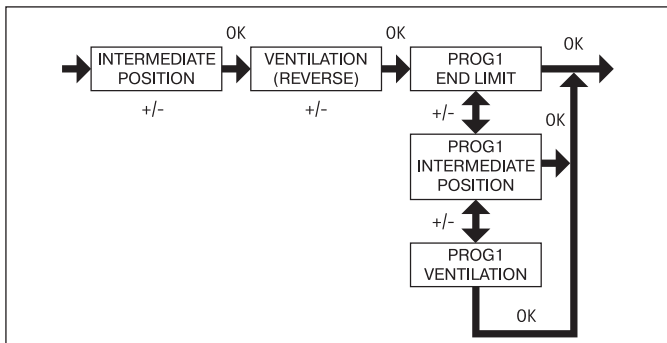 OK
OK
OK
INTERMEDIATE
POSITION
VENTILATION
(REVERSE)
PROG1
END LIMIT
+/-
+/-
+/-
OK
PROG1
INTERMEDIATE
POSITION
+/-
PROG1
VENTILATION
OK